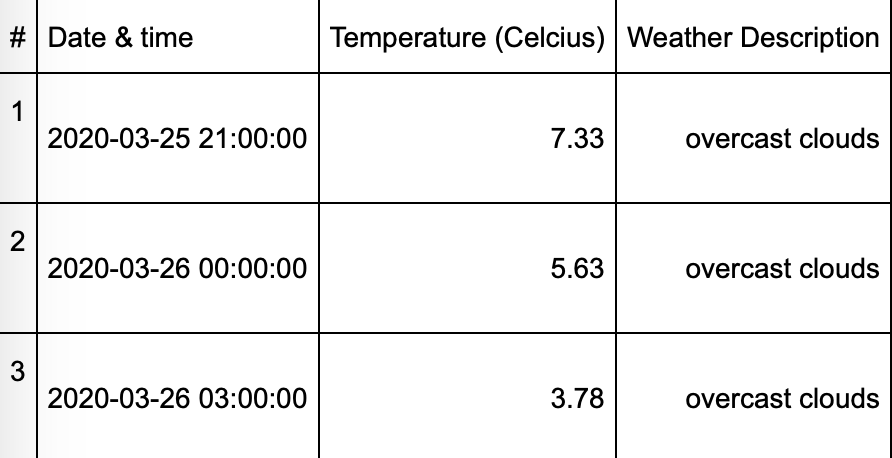 # Date & time Temperature (Celcius) Weather Description
1 2020-03-25 21:00:00 7.33 overcast clouds
2 2020-03-26 00:00:00 5.63 overcast clouds
3 2020-03-26 03:00:00 3.78 overcast clouds